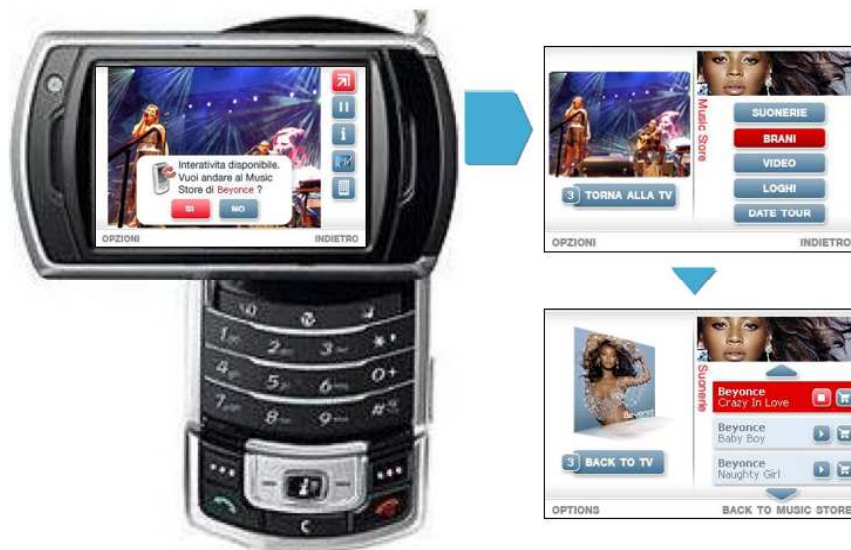 Interativita disponibile.
Vuoi andare al Music
Store di Beyonce ?
SI
NO
OPZIONI
INDIETRO
1
2
3
*
4
5
6
0+
7
8
9
#
C
Music Store
SUONERIE
BRANI
VIDEO
LOGHI
DATE TOUR
3 TORNA ALLA TV
OPZIONI
INDIETRO
Suonerie
Beyonce
Crazy In Love
Beyonce
Baby Boy
Beyonce
Naughty Girl
Beyonce
3 BACK TO TV
OPTIONS
BACK TO MUSIC STORE